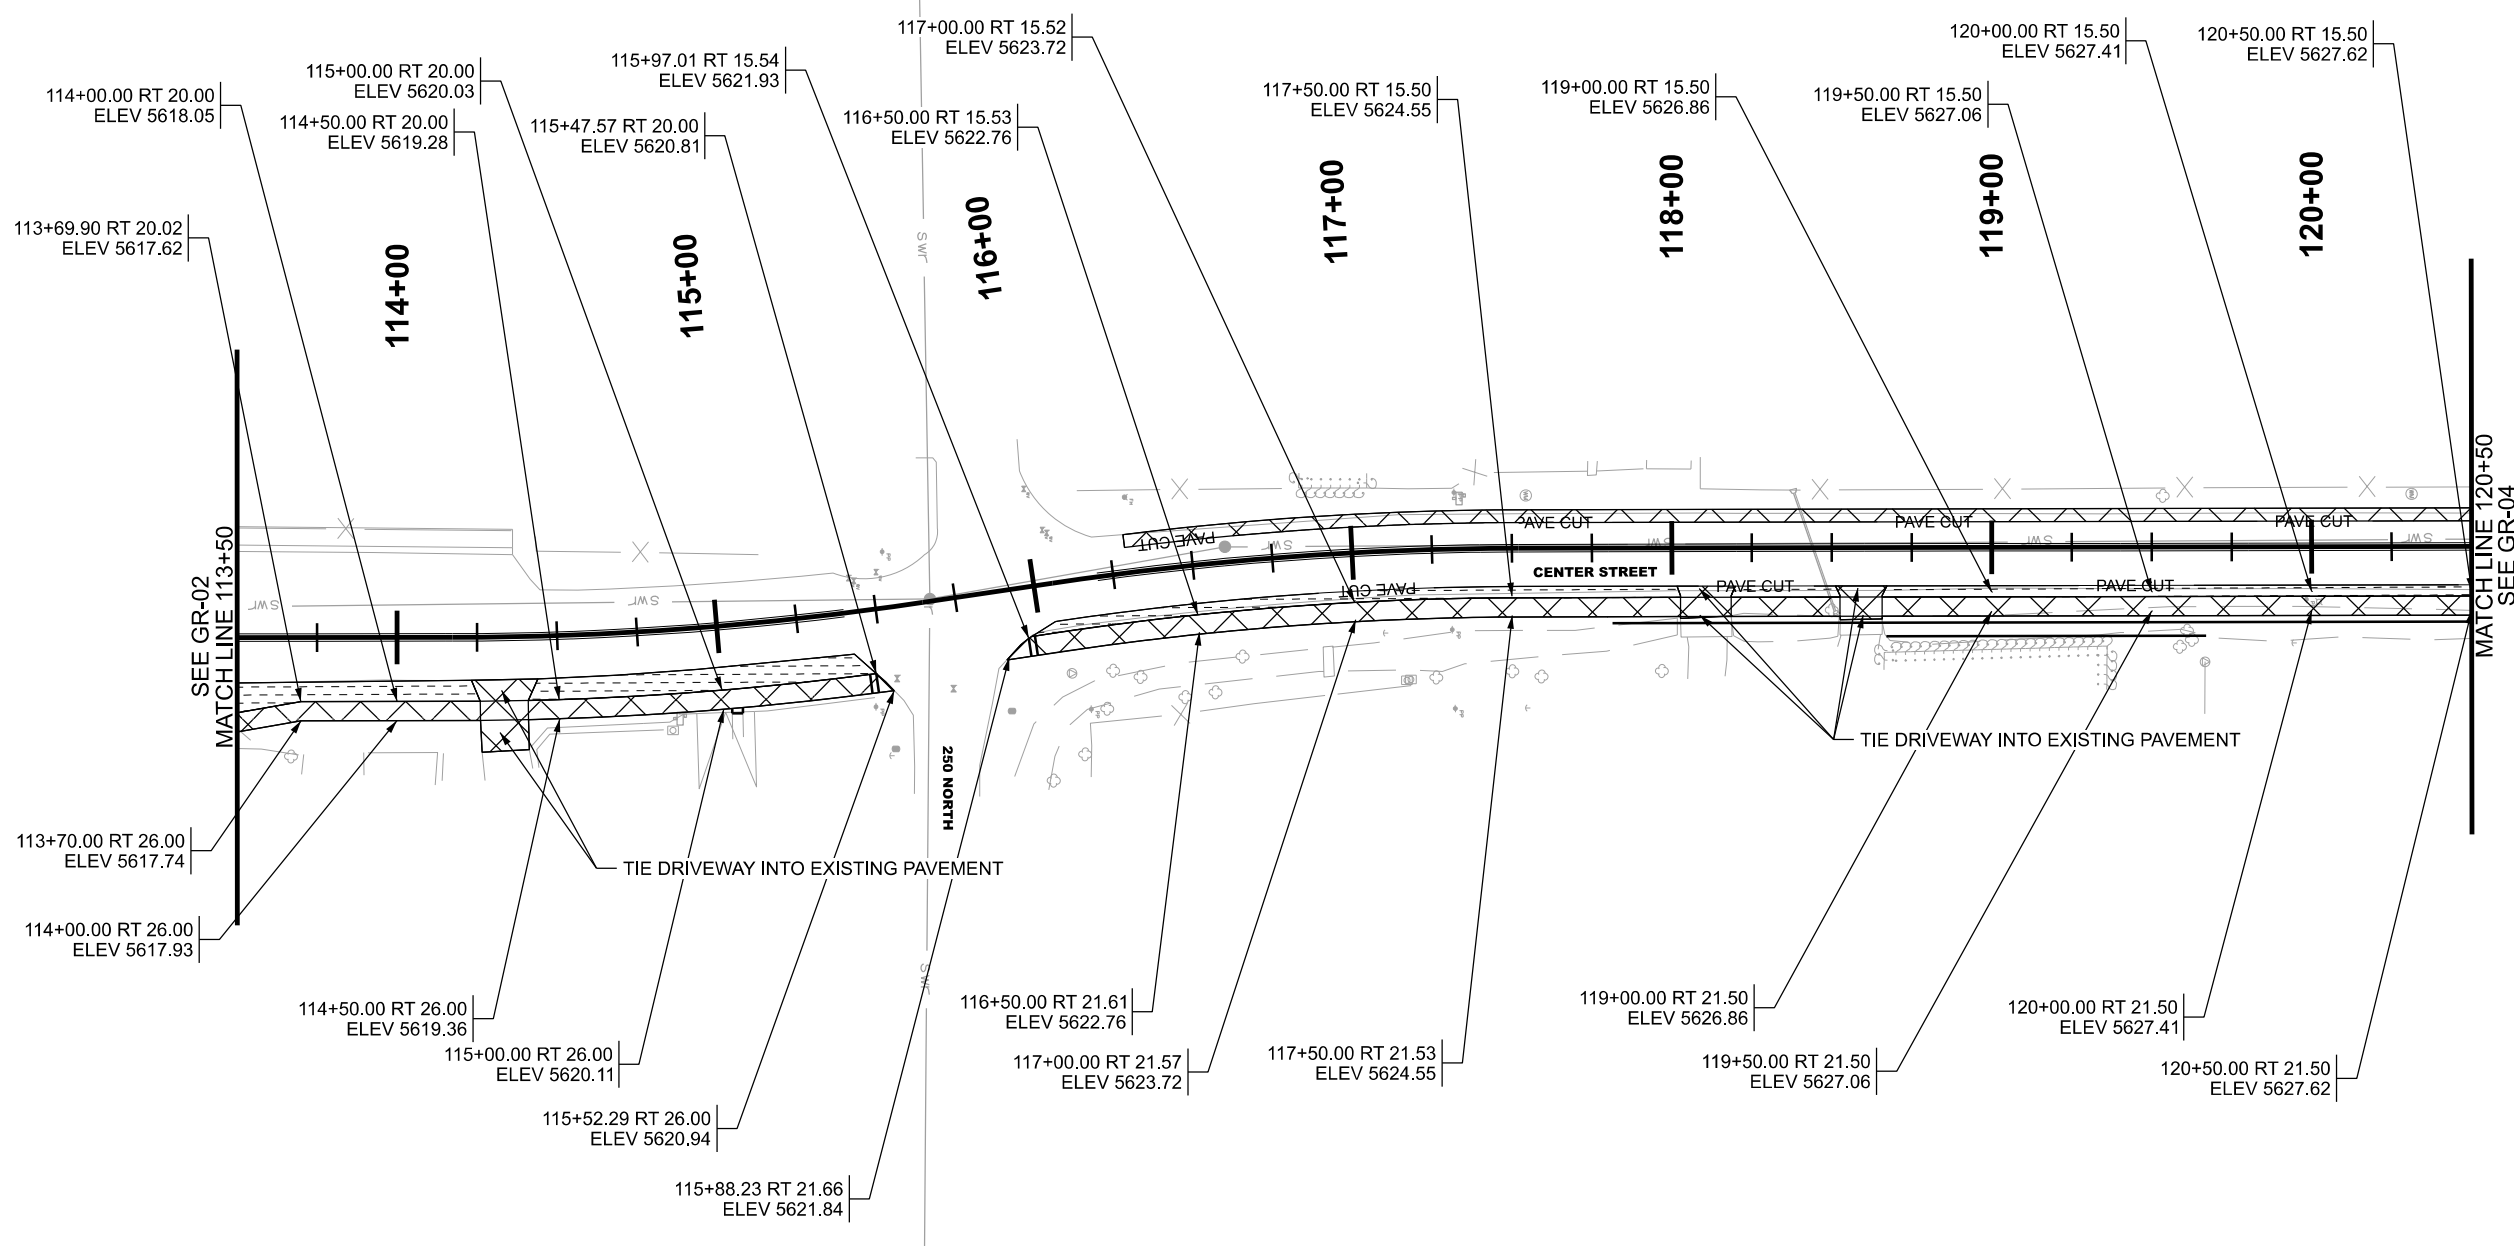 117+00.00 RT 15.52
ELEV 5623.72
120+00.00 RT 15.50
ELEV 5627.41
120+50.00 RT 15.50
ELEV 5627.62
115+97.01 RT 15.54
ELEV 5621.93
115+00.00 RT 20.00
ELEV 5620.03
114+00.00 RT 20.00
ELEV 5618.05
114+50.00 RT 20.00
ELEV 5619.28
115+47.57 RT 20.00
ELEV 5620.81
116+50.00 RT 15.53
ELEV 5622.76
117+50.00 RT 15.50
ELEV 5624.55
119+00.00 RT 15.50
ELEV 5626.86
119+50.00 RT 15.50
ELEV 5627.06
113+69.90 RT 20.02
ELEV 5617.62
114+00
115+00
116+00
117+00
118+00
119+00
120+00
swr
SEE GR-02
MATCH LINE 113+50
MATCH LINE 120+50
SEE GR-04
PAVE CUT
PAVE CUT
PAVE CUT
PAVE CUT
swr
swr
swr
swr
swr
swr
CENTER STREET
PAVE CUT
PAVE CUT
PAVE CUT
250 NORTH
TIE DRIVEWAY INTO EXISTING PAVEMENT
TIE DRIVEWAY INTO EXISTING PAVEMENT
swr
113+70.00 RT 26.00
ELEV 5617.74
114+00.00 RT 26.00
ELEV 5617.93
114+50.00 RT 26.00
ELEV 5619.36
115+00.00 RT 26.00
ELEV 5620.11
115+52.29 RT 26.00
ELEV 5620.94
115+88.23 RT 21.66
ELEV 5621.84
116+50.00 RT 21.61
ELEV 5622.76
117+00.00 RT 21.57
ELEV 5623.72
117+50.00 RT 21.53
ELEV 5624.55
119+00.00 RT 21.50
ELEV 5626.86
119+50.00 RT 21.50
ELEV 5627.06
120+00.00 RT 21.50
ELEV 5627.41
120+50.00 RT 21.50
ELEV 5627.62